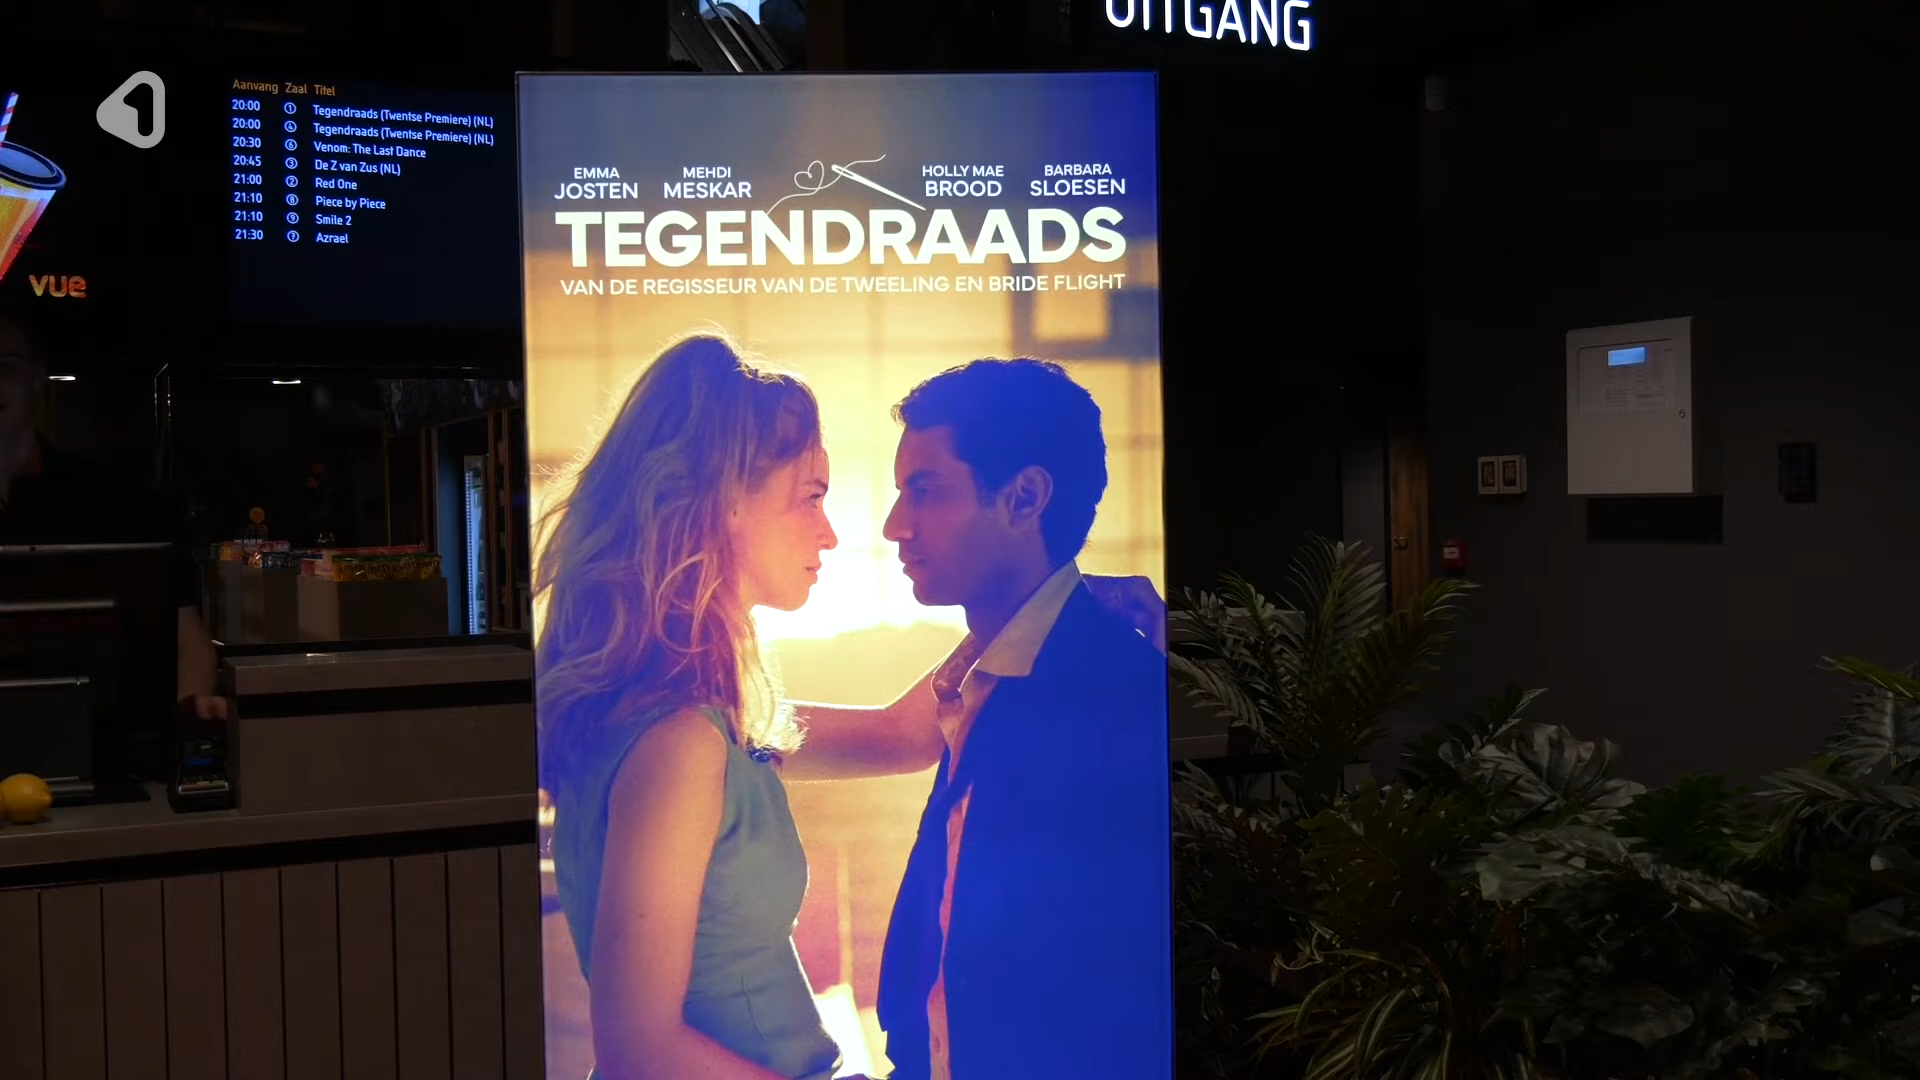 UITGANG
Aanvang Zaal Titel
20:00 1 Tegendraads (Twentse Premiere) (NL)
20:00 4 Tegendraads (Twentse Premiere) (NL)
20:30 6 Venom: The Last Dance
20:45 3 De Z van Zus (NL)
21:00 2 Red One
21:10 8 Piece by Piece
21:10 9 Smile 2
21:30 7 Azrael
vue
EMMA JOSTEN
MEHDI MESKAR
HOLLY MAE BROOD
BARBARA SLOESEN
TEGENDRAADS
VAN DE REGISSEUR VAN DE TWEELING EN BRIDE FLIGHT